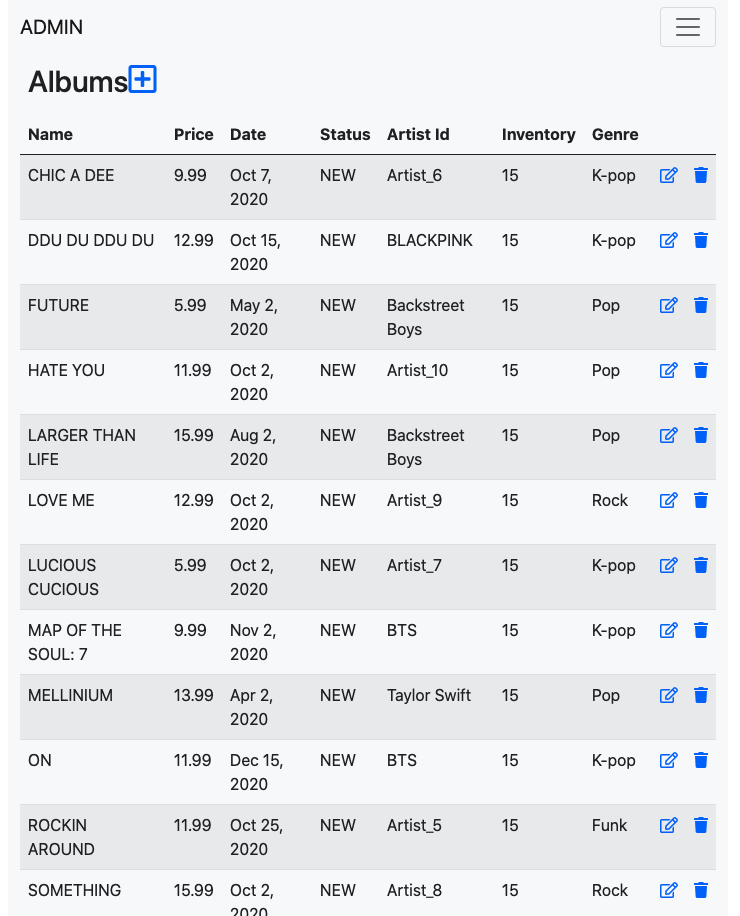 ADMIN
Albums
Name Price Date Status Artist Id Inventory Genre
CHIC A DEE 9.99 Oct 7, NEW Artist_6 15 K-pop
2020
DDU DU DDU DU 12.99 Oct 15, NEW BLACKPINK 15 K-pop
2020
FUTURE 5.99 May 2, NEW Backstreet 15 Pop
2020 Boys
HATE YOU 11.99 Oct 2, NEW Artist_10 15 Pop
2020
LARGER THAN 15.99 Aug 2, NEW Backstreet 15 Pop
LIFE 2020 Boys
LOVE ME 12.99 Oct 2, NEW Artist_9 15 Rock
2020
LUCIOUS 5.99 Oct 2, NEW Artist_7 15 K-pop
CUCIOUS 2020
MAP OF THE 9.99 Nov 2, NEW BTS 15 K-pop
SOUL: 7 2020
MELLINIUM 13.99 Apr 2, NEW Taylor Swift 15 Pop
2020
ON 11.99 Dec 15, NEW BTS 15 K-pop
2020
ROCKIN 11.99 Oct 25, NEW Artist_5 15 Funk
AROUND 2020
SOMETHING 15.99 Oct 2, NEW Artist_8 15 Rock
2020